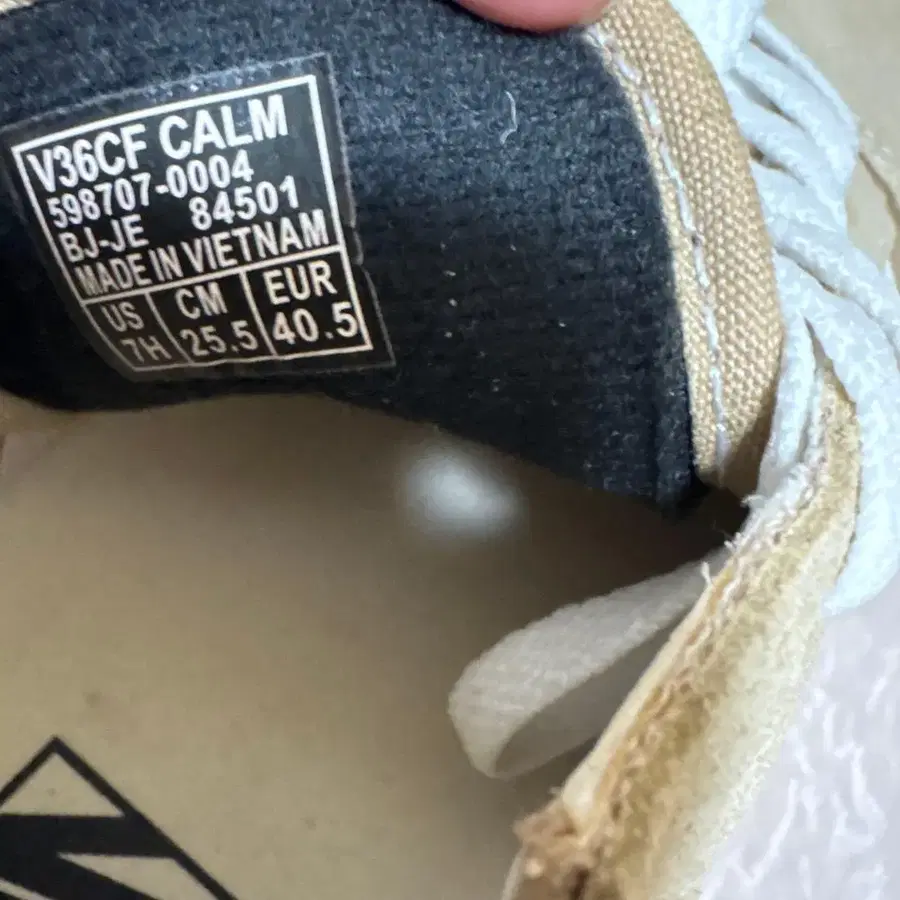 V36CF CALM
598707-0004
BJ-JE 84501
MADE IN VIETNAM
US CM EUR
7H 25.5 40.5